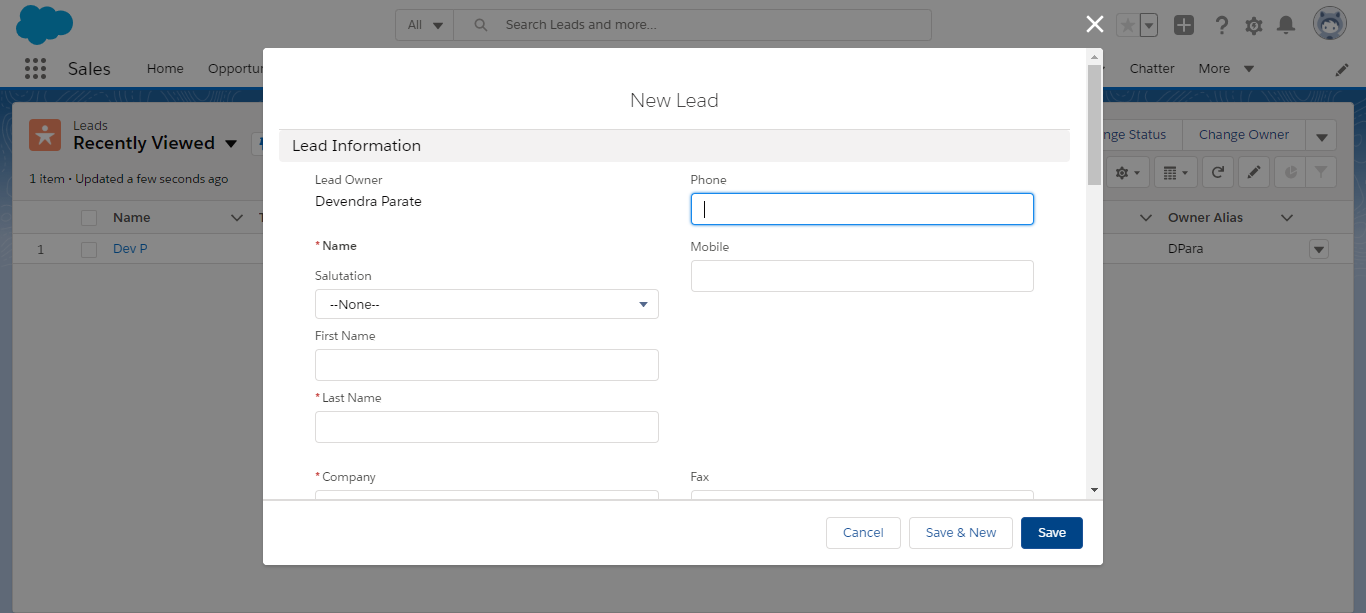 All
Search Leads and more...
Sales
Home
Chatter
More
Leads
Recently Viewed
1 item • Updated a few seconds ago
Change Owner
Status
Name
Owner Alias
1
Dev P
DPara
New Lead
Lead Information
Lead Owner
Devendra Parate
Phone
*Name
Mobile
Salutation
--None--
First Name
*Last Name
*Company
Fax
Cancel
Save & New
Save